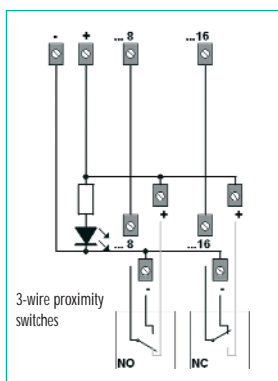 - + ... 8 ...16
+ +
... 8 ...16
- -
3-wire proximity
switches
NO NC